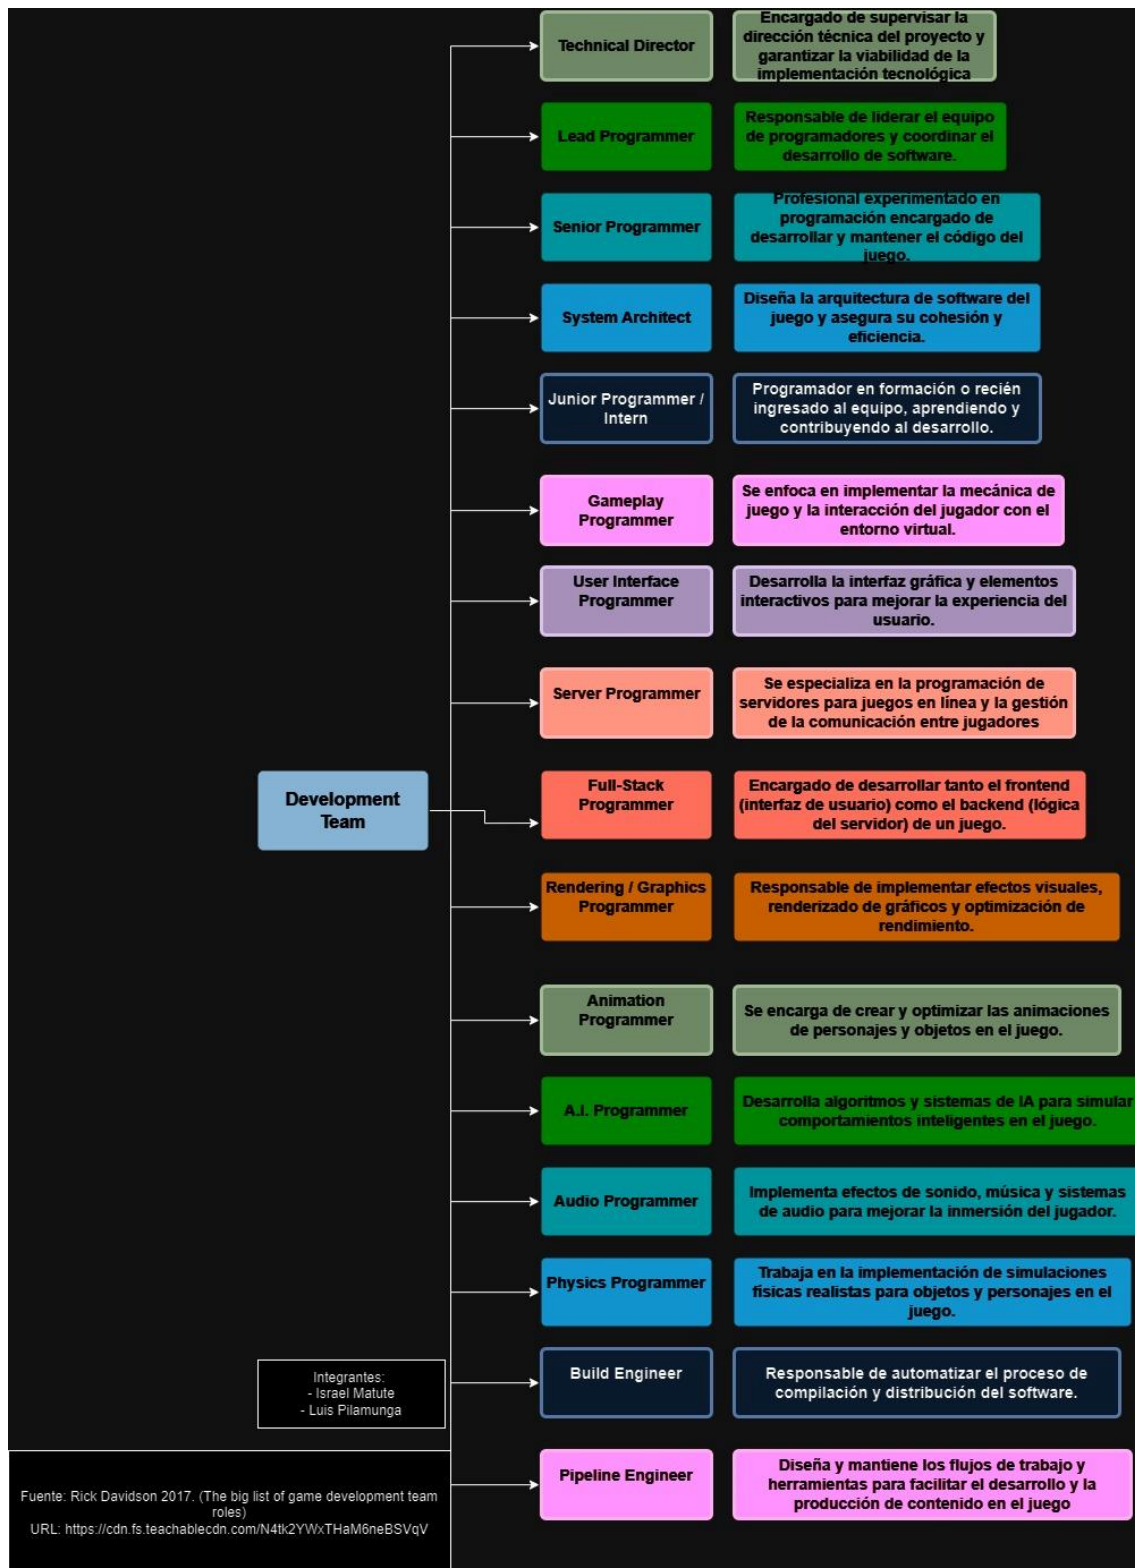 Technical Director
Encargado de supervisar la
dirección técnica del proyecto y
garantizar la viabilidad de la
implementación tecnológica
Lead Programmer
Responsable de liderar el equipo
de programadores y coordinar el
desarrollo de software.
Senior Programmer
Profesional experimentado en
programación encargado de
desarrollar y mantener el código del
juego.
System Architect
Diseña la arquitectura de software del
juego y asegura su cohesión y
eficiencia.
Junior Programmer /
Intern
Programador en formación o recién
ingresado al equipo, aprendiendo y
contribuyendo al desarrollo.
Gameplay
Programmer
Se enfoca en implementar la mecánica de
juego y la interacción del jugador con el
entorno virtual.
User Interface
Programmer
Desarrolla la interfaz gráfica y elementos
interactivos para mejorar la experiencia del
usuario.
Server Programmer
Se especializa en la programación de
servidores para juegos en línea y la gestión
de la comunicación entre jugadores
Development
Team
Full-Stack
Programmer
Encargado de desarrollar tanto el frontend
(interfaz de usuario) como el backend (lógica
del servidor) de un juego.
Rendering / Graphics
Programmer
Responsable de implementar efectos visuales,
renderizado de gráficos y optimización de
rendimiento.
Animation
Programmer
Se encarga de crear y optimizar las animaciones
de personajes y objetos en el juego.
A.I. Programmer
Desarrolla algoritmos y sistemas de IA para simular
comportamientos inteligentes en el juego.
Audio Programmer
Implementa efectos de sonido, música y sistemas
de audio para mejorar la inmersión del jugador.
Physics Programmer
Trabaja en la implementación de simulaciones
físicas realistas para objetos y personajes en el
juego.
Build Engineer
Responsable de automatizar el proceso de
compilación y distribución del software.
Integrantes:
- Israel Matute
- Luis Pilamunga
Pipeline Engineer
Diseña y mantiene los flujos de trabajo y
herramientas para facilitar el desarrollo y la
producción de contenido en el juego
Fuente: Rick Davidson 2017. (The big list of game development team
roles)
URL: https://cdn.fs.teachablecdn.com/N4tk2YWxTHaM6neBSVqV